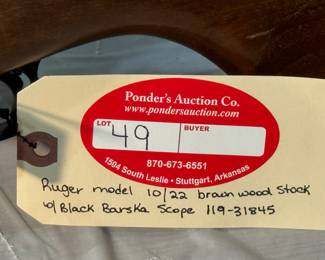 Ponder's Auction Co.
www.pondersauction.com
LOT 49 BUYER
870-673-6551
1504 South Leslie • Stuttgart, Arkansas
Ruger model 10/22 brown wood Stock
w/ Black Barska Scope 119-31845